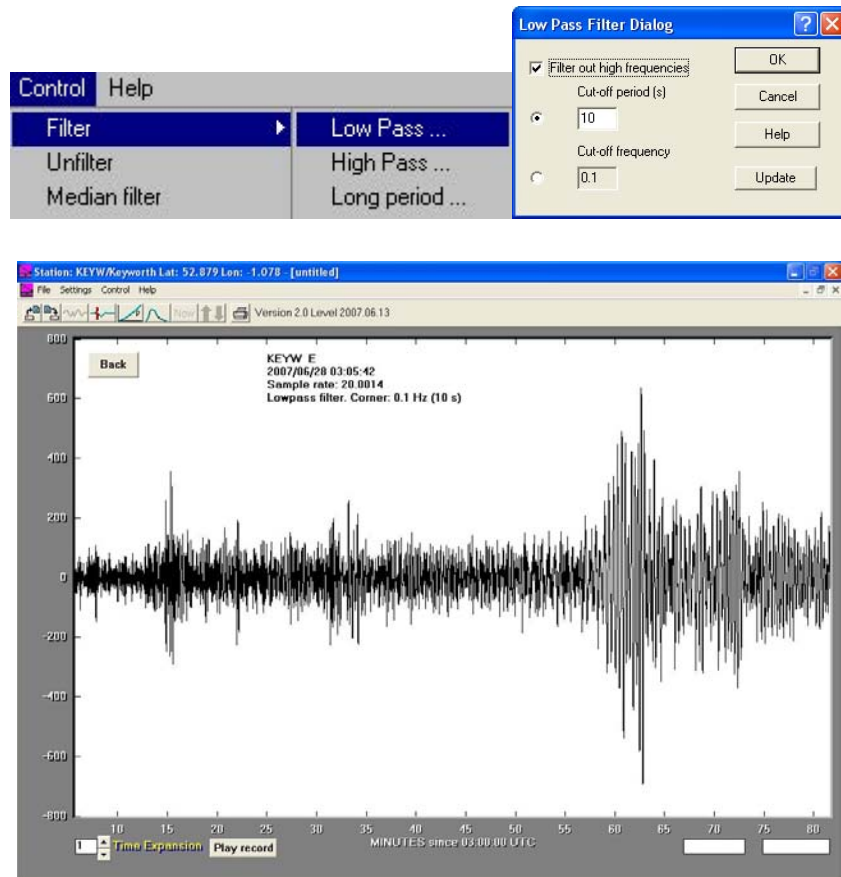 Control Help
Filter Low Pass ...
Unfilter High Pass ...
Median filter Long period ...
Low Pass Filter Dialog
Filter out high frequencies
Cut-off period (s)
10
Cut-off frequency
0.1
OK
Cancel
Help
Update
Station: KEYW/Keyworth Lat: 52.879 Lon: -1.078 - [untitled]
File Settings Control Help
Now Version 2.0 Level 2007.06.13
Back
KEYW E
2007/06/28 03:05:42
Sample rate: 20.0014
Lowpass filter. Corner: 0.1 Hz (10 s)
800
600
400
200
0
-200
-400
-600
-800
10 15 20 25 30 35 40 45 50 55 60 65 70 75 80
MINUTES since 03:00:00 UTC
1 Time Expansion Play record